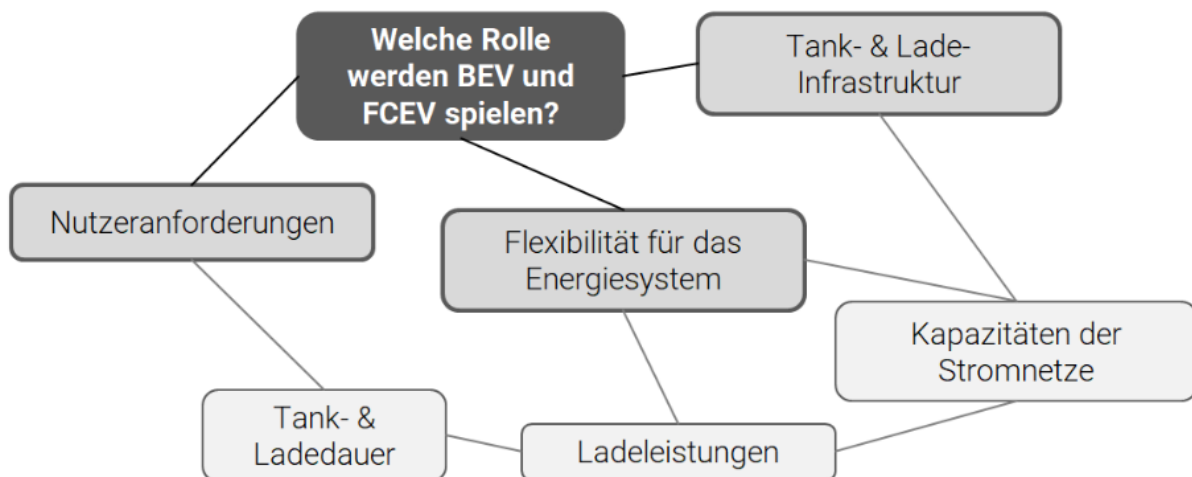 Welche Rolle
werden BEV und
FCEV spielen?
Tank- & Lade-
Infrastruktur
Nutzeranforderungen
Flexibilität für das
Energiesystem
Kapazitäten der
Stromnetze
Tank- &
Ladedauer
Ladeleistungen